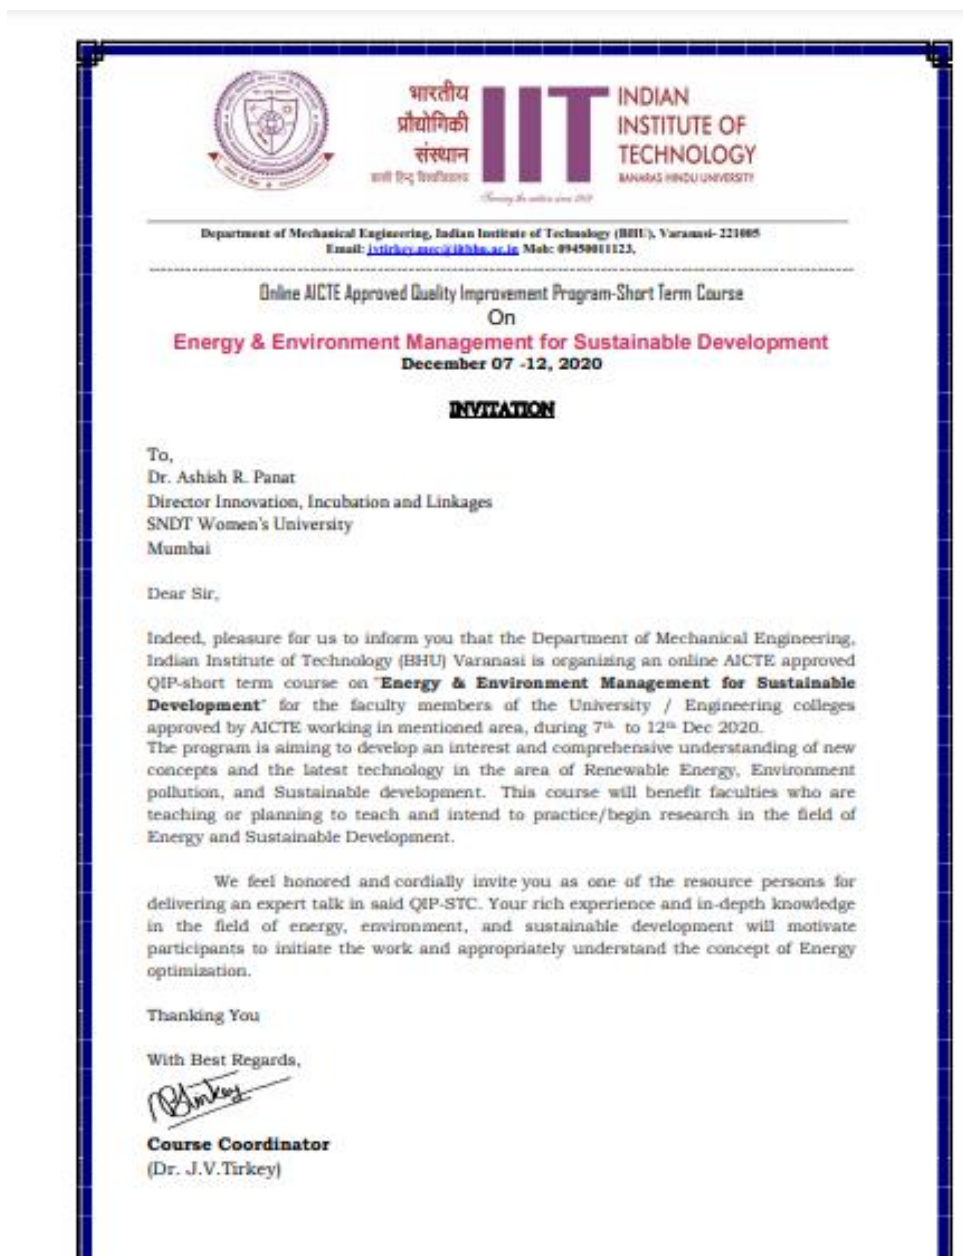 भारतीय
प्रौद्योगिकी
संस्थान
काशी हिन्दू विश्वविद्यालय
IIT
INDIAN
INSTITUTE OF
TECHNOLOGY
BANARAS HINDU UNIVERSITY
Department of Mechanical Engineering, Indian Institute of Technology (BHU), Varanasi- 221005
Email: jvtirkey.mec@iitbhu.ac.in Mob: 09450011123,
Online AICTE Approved Quality Improvement Program-Short Term Course
On
Energy & Environment Management for Sustainable Development
December 07 -12, 2020
INVITATION
To,
Dr. Ashish R. Panat
Director Innovation, Incubation and Linkages
SNDT Women's University
Mumbai
Dear Sir,
Indeed, pleasure for us to inform you that the Department of Mechanical Engineering,
Indian Institute of Technology (BHU) Varanasi is organizing an online AICTE approved
QIP-short term course on "Energy & Environment Management for Sustainable
Development" for the faculty members of the University / Engineering colleges
approved by AICTE working in mentioned area, during 7th to 12th Dec 2020.
The program is aiming to develop an interest and comprehensive understanding of new
concepts and the latest technology in the area of Renewable Energy, Environment
pollution, and Sustainable development. This course will benefit faculties who are
teaching or planning to teach and intend to practice/begin research in the field of
Energy and Sustainable Development.
We feel honored and cordially invite you as one of the resource persons for
delivering an expert talk in said QIP-STC. Your rich experience and in-depth knowledge
in the field of energy, environment, and sustainable development will motivate
participants to initiate the work and appropriately understand the concept of Energy
optimization.
Thanking You
With Best Regards,
Course Coordinator
(Dr. J.V.Tirkey)